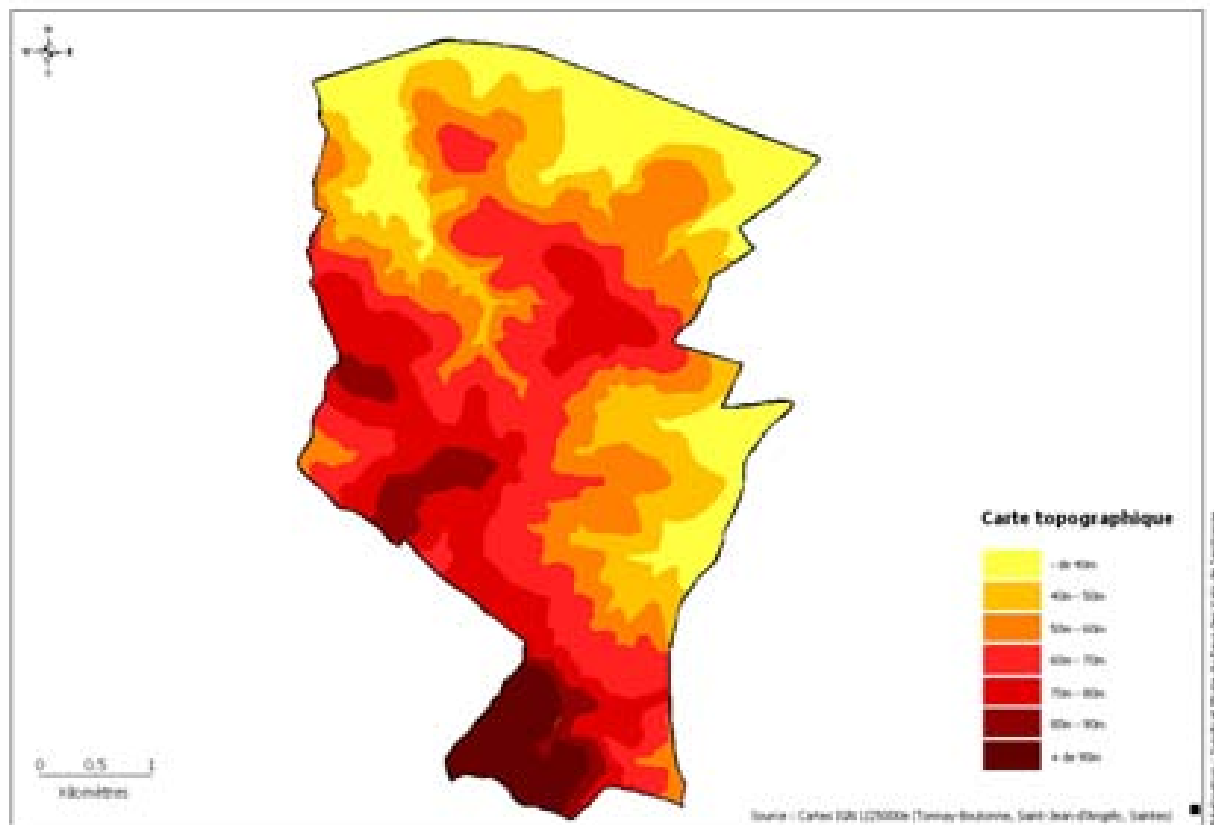 Carte topographique
- de 40m
40m - 50m
50m - 60m
60m - 70m
70m - 80m
80m - 90m
+ de 90m
0 0.5 1
Kilomètres
Source : Cartes IGN 1/25000e (Tonnay-Boutonne, Saint-Jean-d'Angély, Saintes)